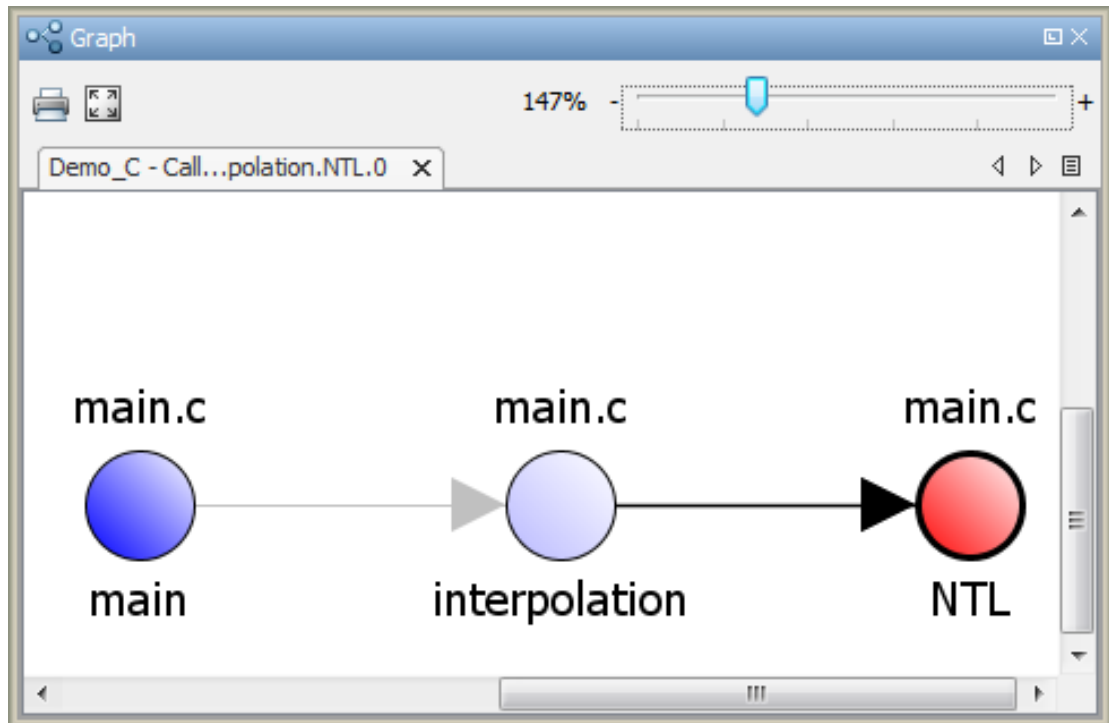 Graph
147% - +
Demo_C - Call...polation.NTL.0
main.c main.c main.c
main interpolation NTL